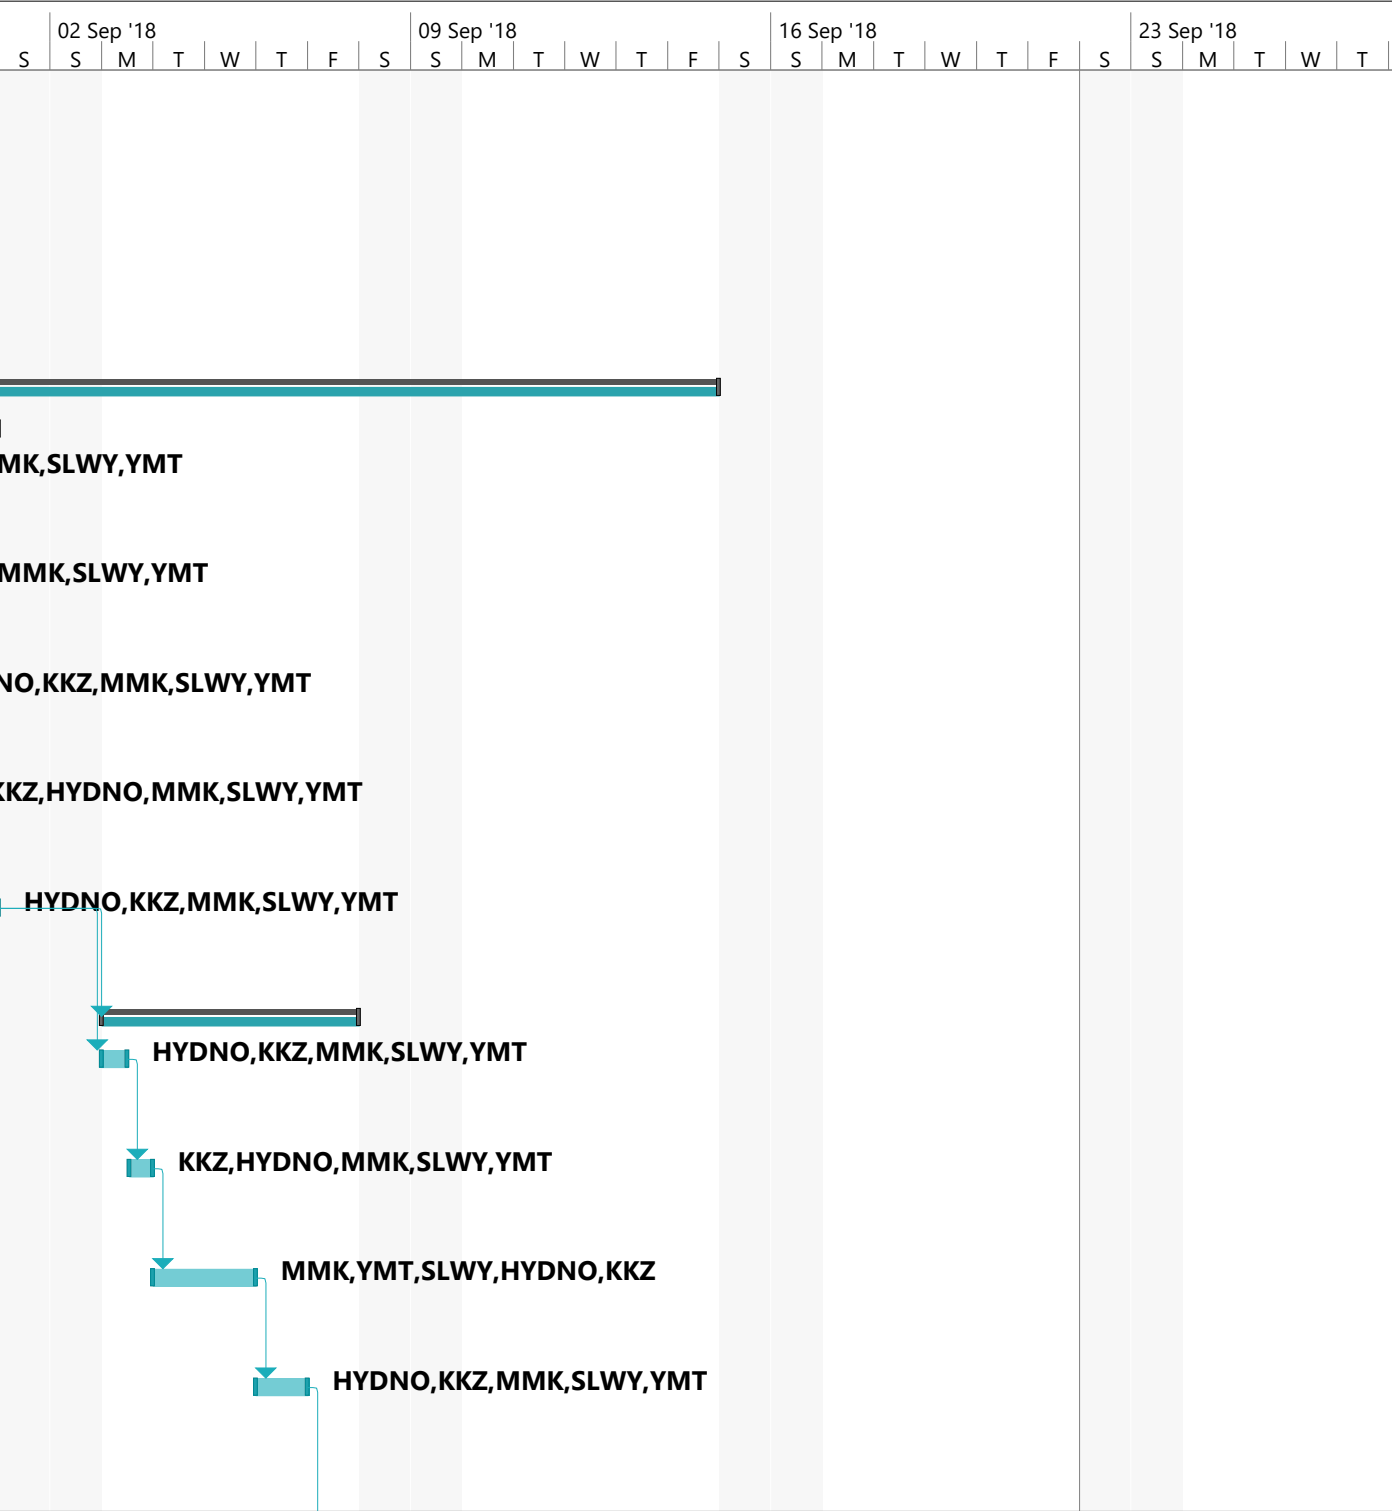 02 Sep '18 09 Sep '18 16 Sep '18 23 Sep '18
S S M T W T F S S M T W T F S S M T W T F S S M T W T
MK,SLWY,YMT
MMK,SLWY,YMT
NO,KKZ,MMK,SLWY,YMT
KKZ,HYDNO,MMK,SLWY,YMT
HYDNO,KKZ,MMK,SLWY,YMT
HYDNO,KKZ,MMK,SLWY,YMT
KKZ,HYDNO,MMK,SLWY,YMT
MMK,YMT,SLWY,HYDNO,KKZ
HYDNO,KKZ,MMK,SLWY,YMT